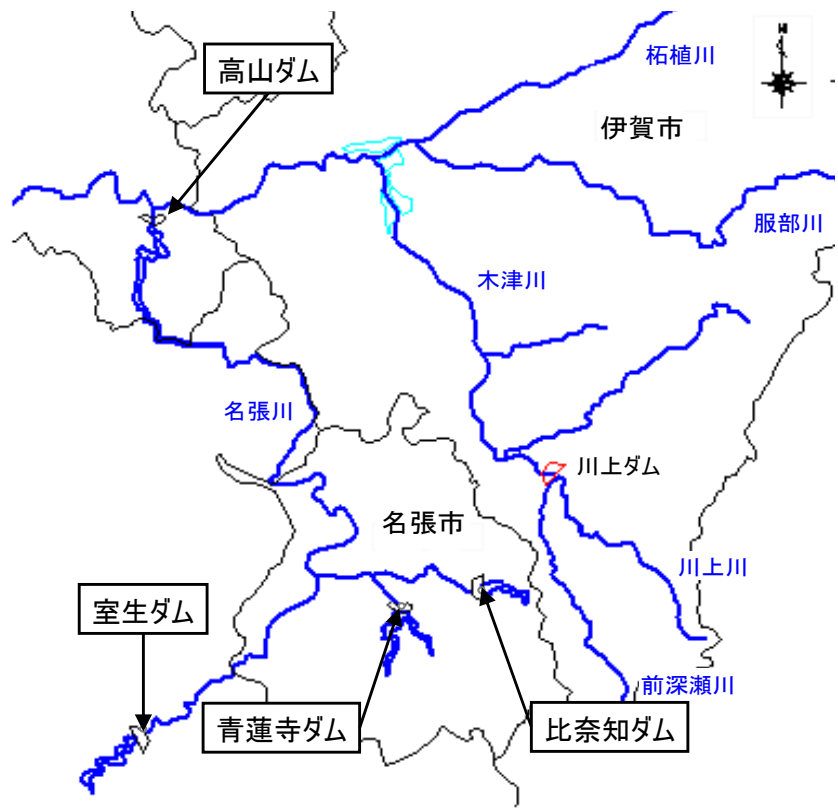 高山ダム
柘植川
N
伊賀市
服部川
木津川
名張川
川上ダム
名張市
川上川
室生ダム
前深瀬川
青蓮寺ダム
比奈知ダム